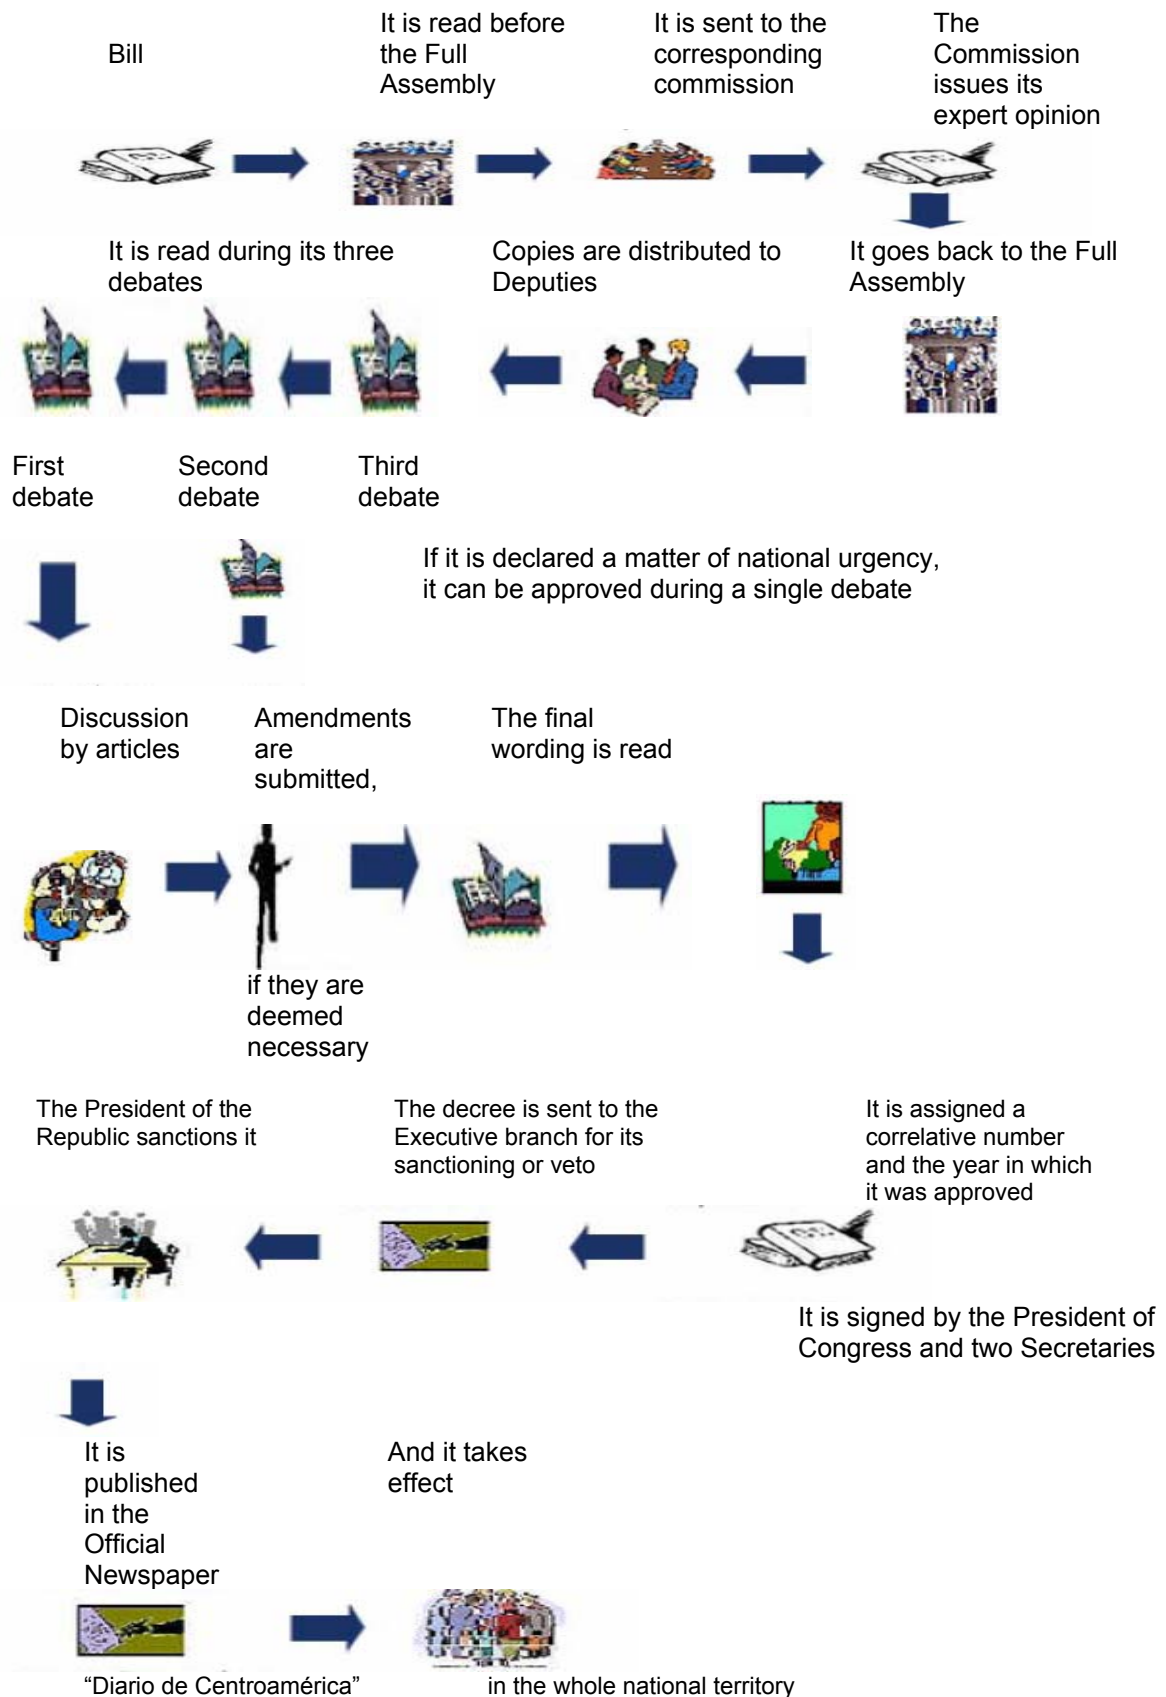 Bill
It is read before
the Full
Assembly
It is sent to the
corresponding
commission
The
Commission
issues its
expert opinion
It is read during its three
debates
Copies are distributed to
Deputies
It goes back to the Full
Assembly
First
debate
Second
debate
Third
debate
If it is declared a matter of national urgency,
it can be approved during a single debate
Discussion
by articles
Amendments
are
submitted,
if they are
deemed
necessary
The final
wording is read
The President of the
Republic sanctions it
The decree is sent to the
Executive branch for its
sanctioning or veto
It is assigned a
correlative number
and the year in which
it was approved
It is signed by the President of
Congress and two Secretaries
It is
published
in the
Official
Newspaper
“Diario de Centroamérica”
And it takes
effect
in the whole national territory